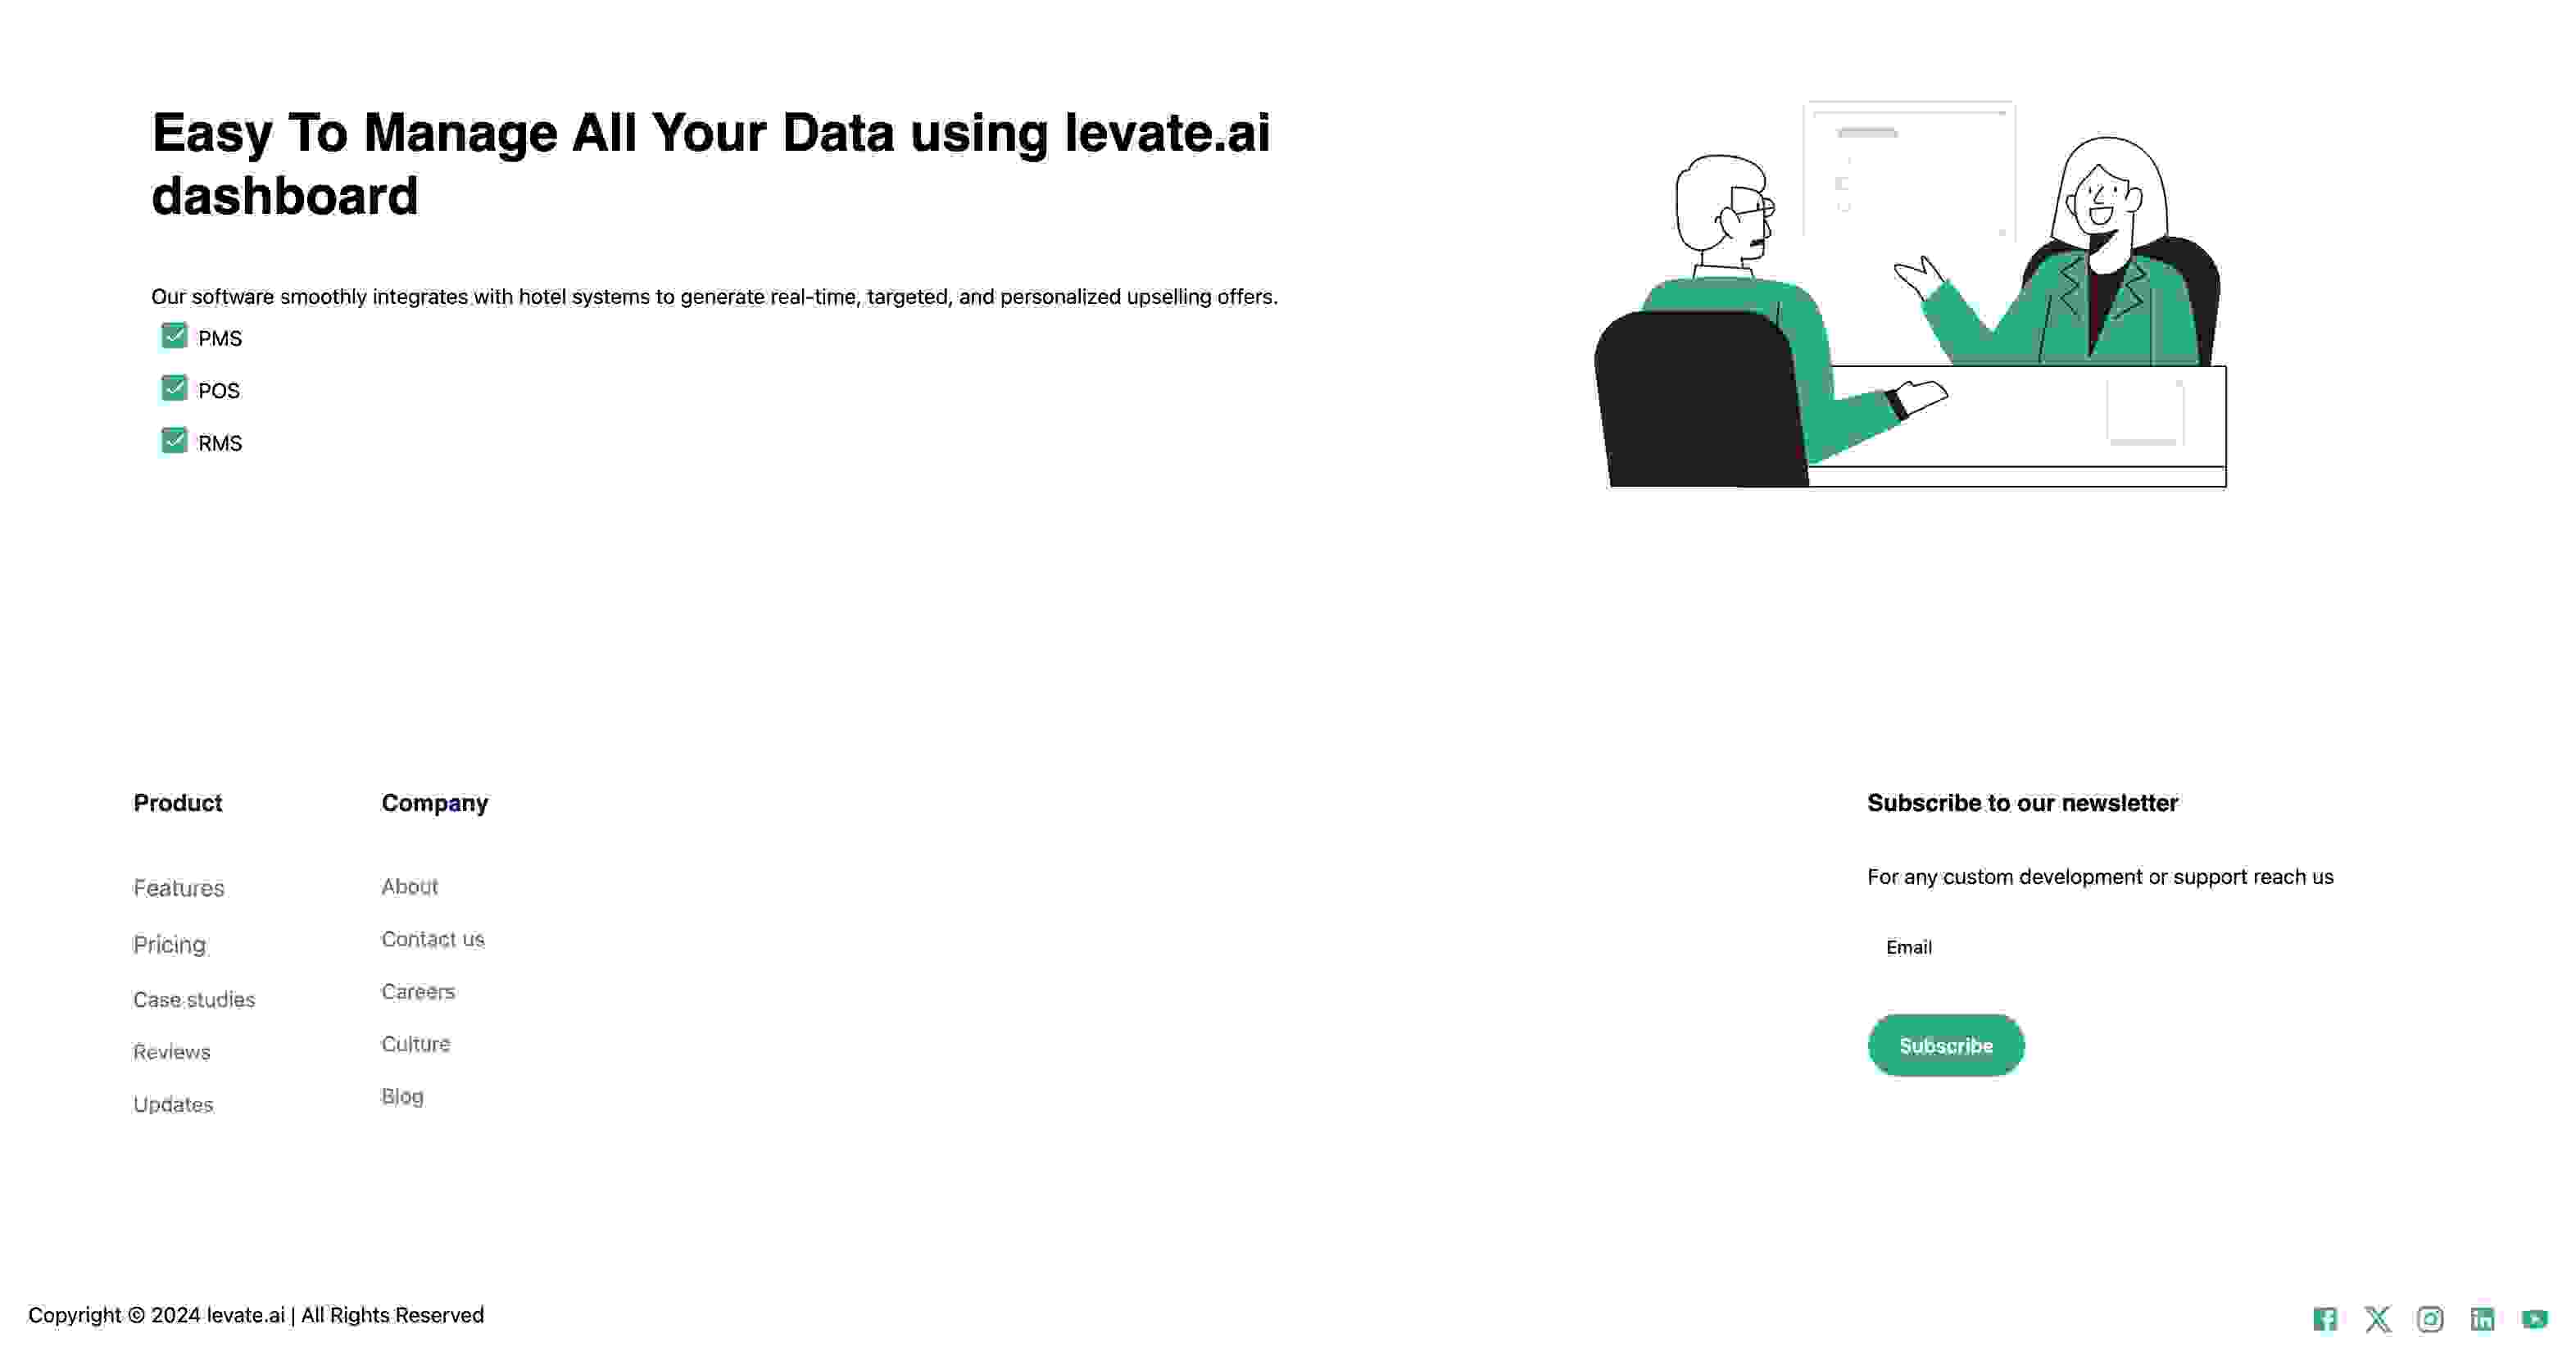 Easy To Manage All Your Data using levate.ai
dashboard
Our software smoothly integrates with hotel systems to generate real-time, targeted, and personalized upselling offers.
PMS
POS
RMS
Product
Features
Pricing
Case studies
Reviews
Updates
Company
About
Contact us
Careers
Culture
Blog
Subscribe to our newsletter
For any custom development or support reach us
Email
Subscribe
Copyright © 2024 levate.ai | All Rights Reserved